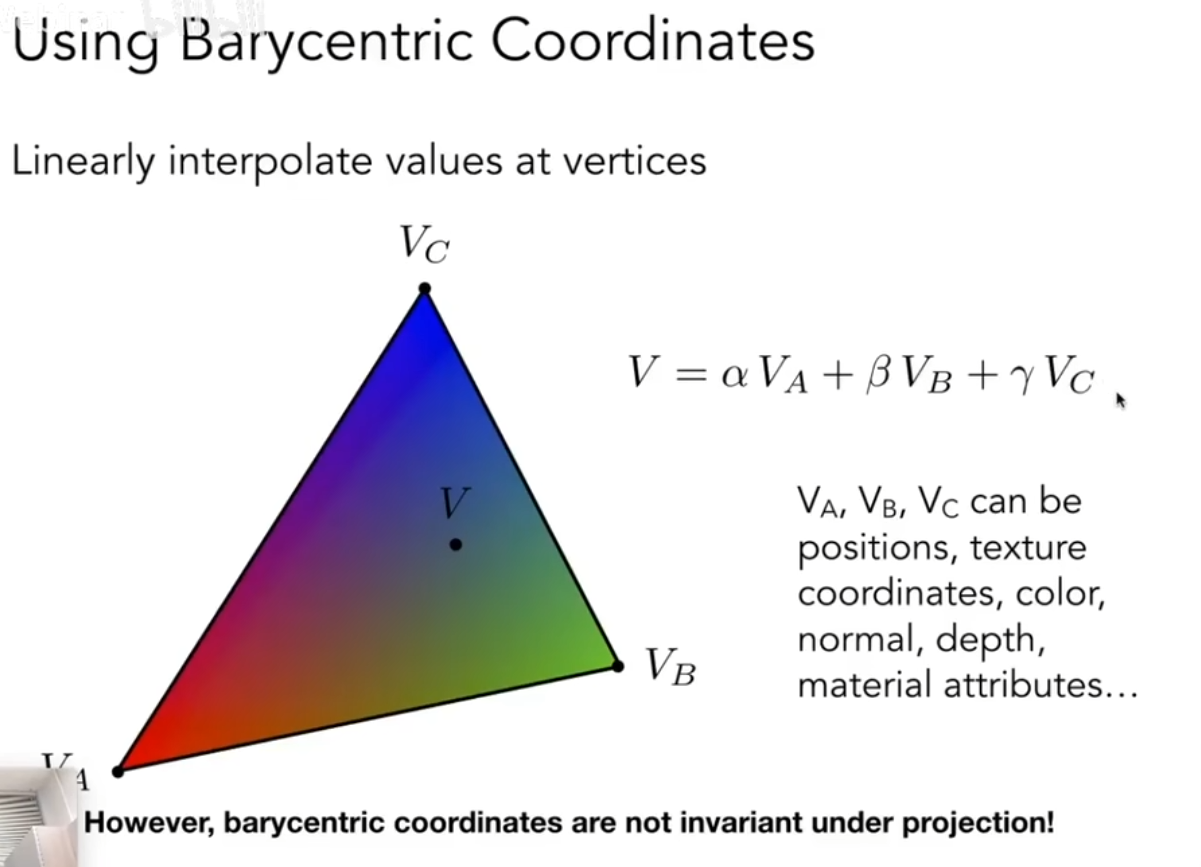 Using Barycentric Coordinates
Linearly interpolate values at vertices
V_C
V = α V_A + β V_B + γ V_C
V
V_A, V_B, V_C can be
positions, texture
coordinates, color,
normal, depth,
material attributes...
V_B
V_A
However, barycentric coordinates are not invariant under projection!